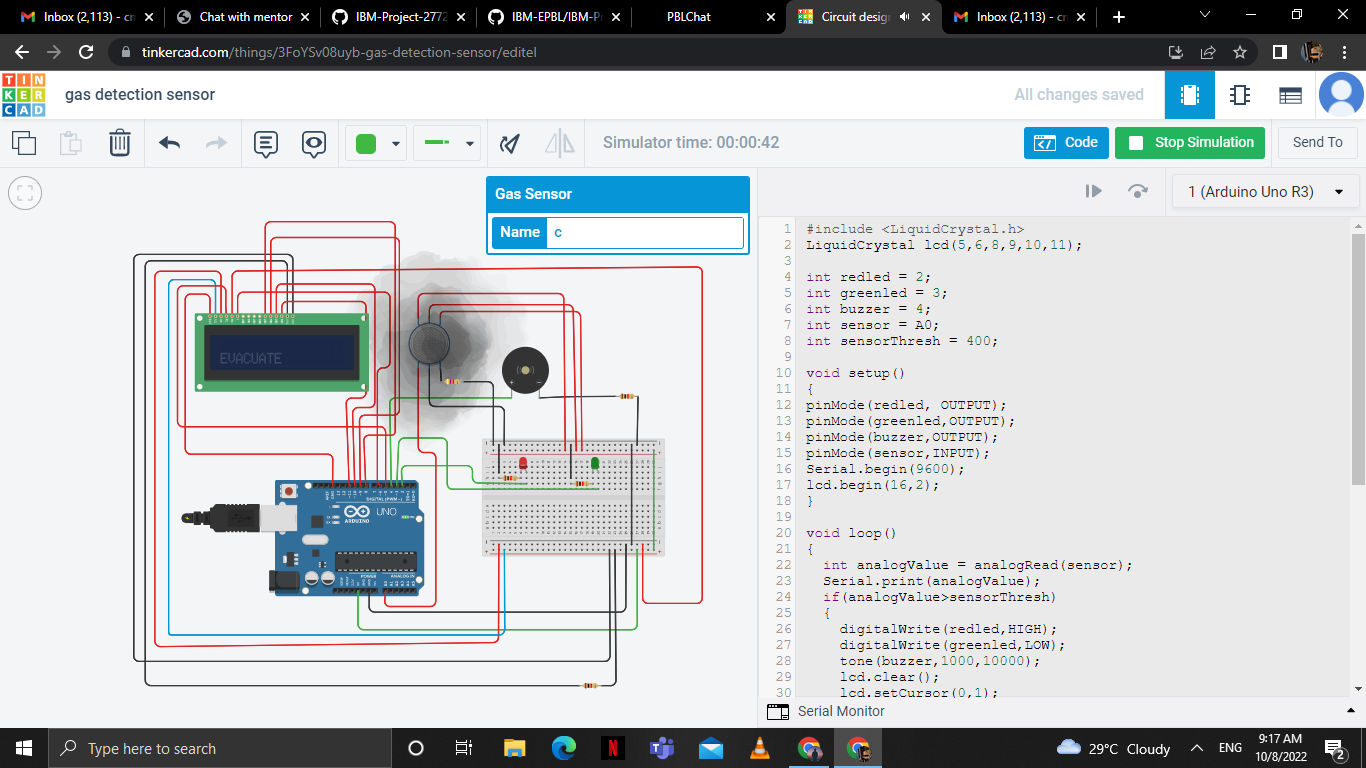 Inbox (2,113) - cn
Chat with mentor
IBM-Project-2772
IBM-EPBL/IBM-Pr
PBLChat
Circuit design
Inbox (2,113) - cn
tinkercad.com/things/3FoYSv08uyb-gas-detection-sensor/editel
TIN
KER
CAD
gas detection sensor
All changes saved
Simulator time: 00:00:42
Code
Stop Simulation
Send To
Gas Sensor
Name c
1 (Arduino Uno R3)
EVACUATE
DIGITAL (PWM~)
UNO
ARDUINO
POWER
ANALOG IN
1 #include <LiquidCrystal.h>
2 LiquidCrystal lcd(5,6,8,9,10,11);
3
4 int redled = 2;
5 int greenled = 3;
6 int buzzer = 4;
7 int sensor = A0;
8 int sensorThresh = 400;
9
10 void setup()
11 {
12 pinMode(redled, OUTPUT);
13 pinMode(greenled,OUTPUT);
14 pinMode(buzzer,OUTPUT);
15 pinMode(sensor,INPUT);
16 Serial.begin(9600);
17 lcd.begin(16,2);
18 }
19
20 void loop()
21 {
22 int analogValue = analogRead(sensor);
23 Serial.print(analogValue);
24 if(analogValue>sensorThresh)
25 {
26 digitalWrite(redled,HIGH);
27 digitalWrite(greenled,LOW);
28 tone(buzzer,1000,10000);
29 lcd.clear();
30 lcd.setCursor(0,1);
Serial Monitor
Type here to search
29°C Cloudy
ENG
9:17 AM
10/8/2022
2